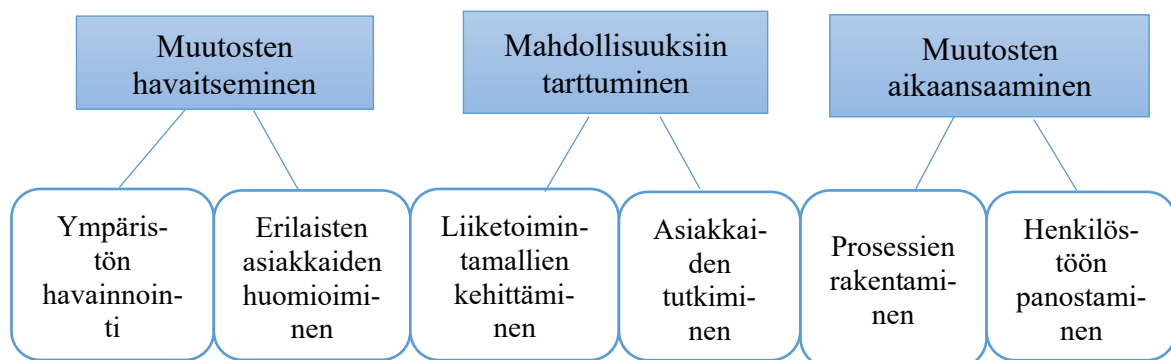 Muutosten
havaitseminen
Mahdollisuuksiin
tarttuminen
Muutosten
aikaansaaminen
Ympäris-
tön
havainnoin-
ti
Erilaisten
asiakkaiden
huomioimi-
nen
Liiketoimin-
tamallien
kehittämi-
nen
Asiakkai-
den
tutkimi-
nen
Prosessien
rakentami-
nen
Henkilös-
töön
panostami-
nen